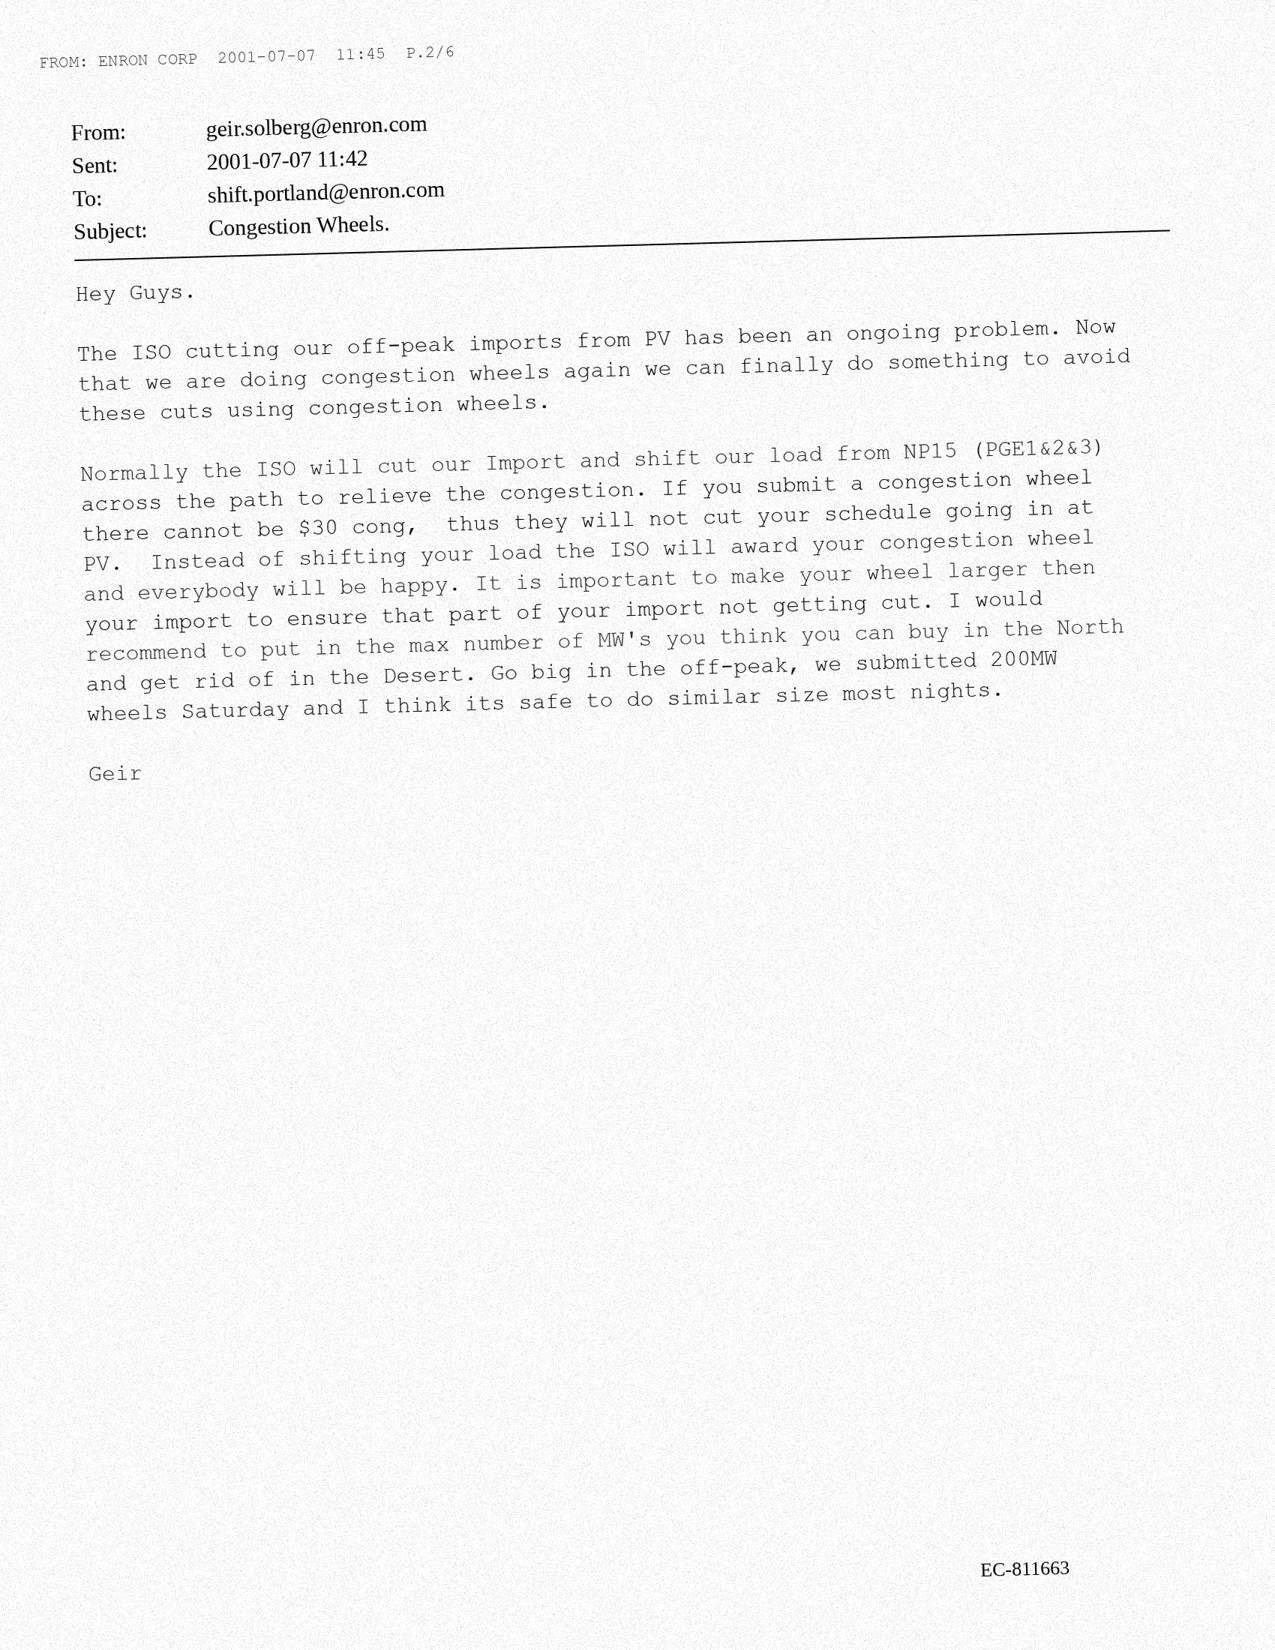 FROM: ENRON CORP  2001-07-07  11:45  P.2/6
From: geir.solberg@enron.com
Sent: 2001-07-07 11:42
To: shift.portland@enron.com
Subject: Congestion Wheels.
Hey Guys.
The ISO cutting our off-peak imports from PV has been an ongoing problem. Now
that we are doing congestion wheels again we can finally do something to avoid
these cuts using congestion wheels.
Normally the ISO will cut our Import and shift our load from NP15 (PGE1&2&3)
across the path to relieve the congestion. If you submit a congestion wheel
there cannot be $30 cong,  thus they will not cut your schedule going in at
PV.  Instead of shifting your load the ISO will award your congestion wheel
and everybody will be happy. It is important to make your wheel larger then
your import to ensure that part of your import not getting cut. I would
recommend to put in the max number of MW's you think you can buy in the North
and get rid of in the Desert. Go big in the off-peak, we submitted 200MW
wheels Saturday and I think its safe to do similar size most nights.
Geir
EC-811663